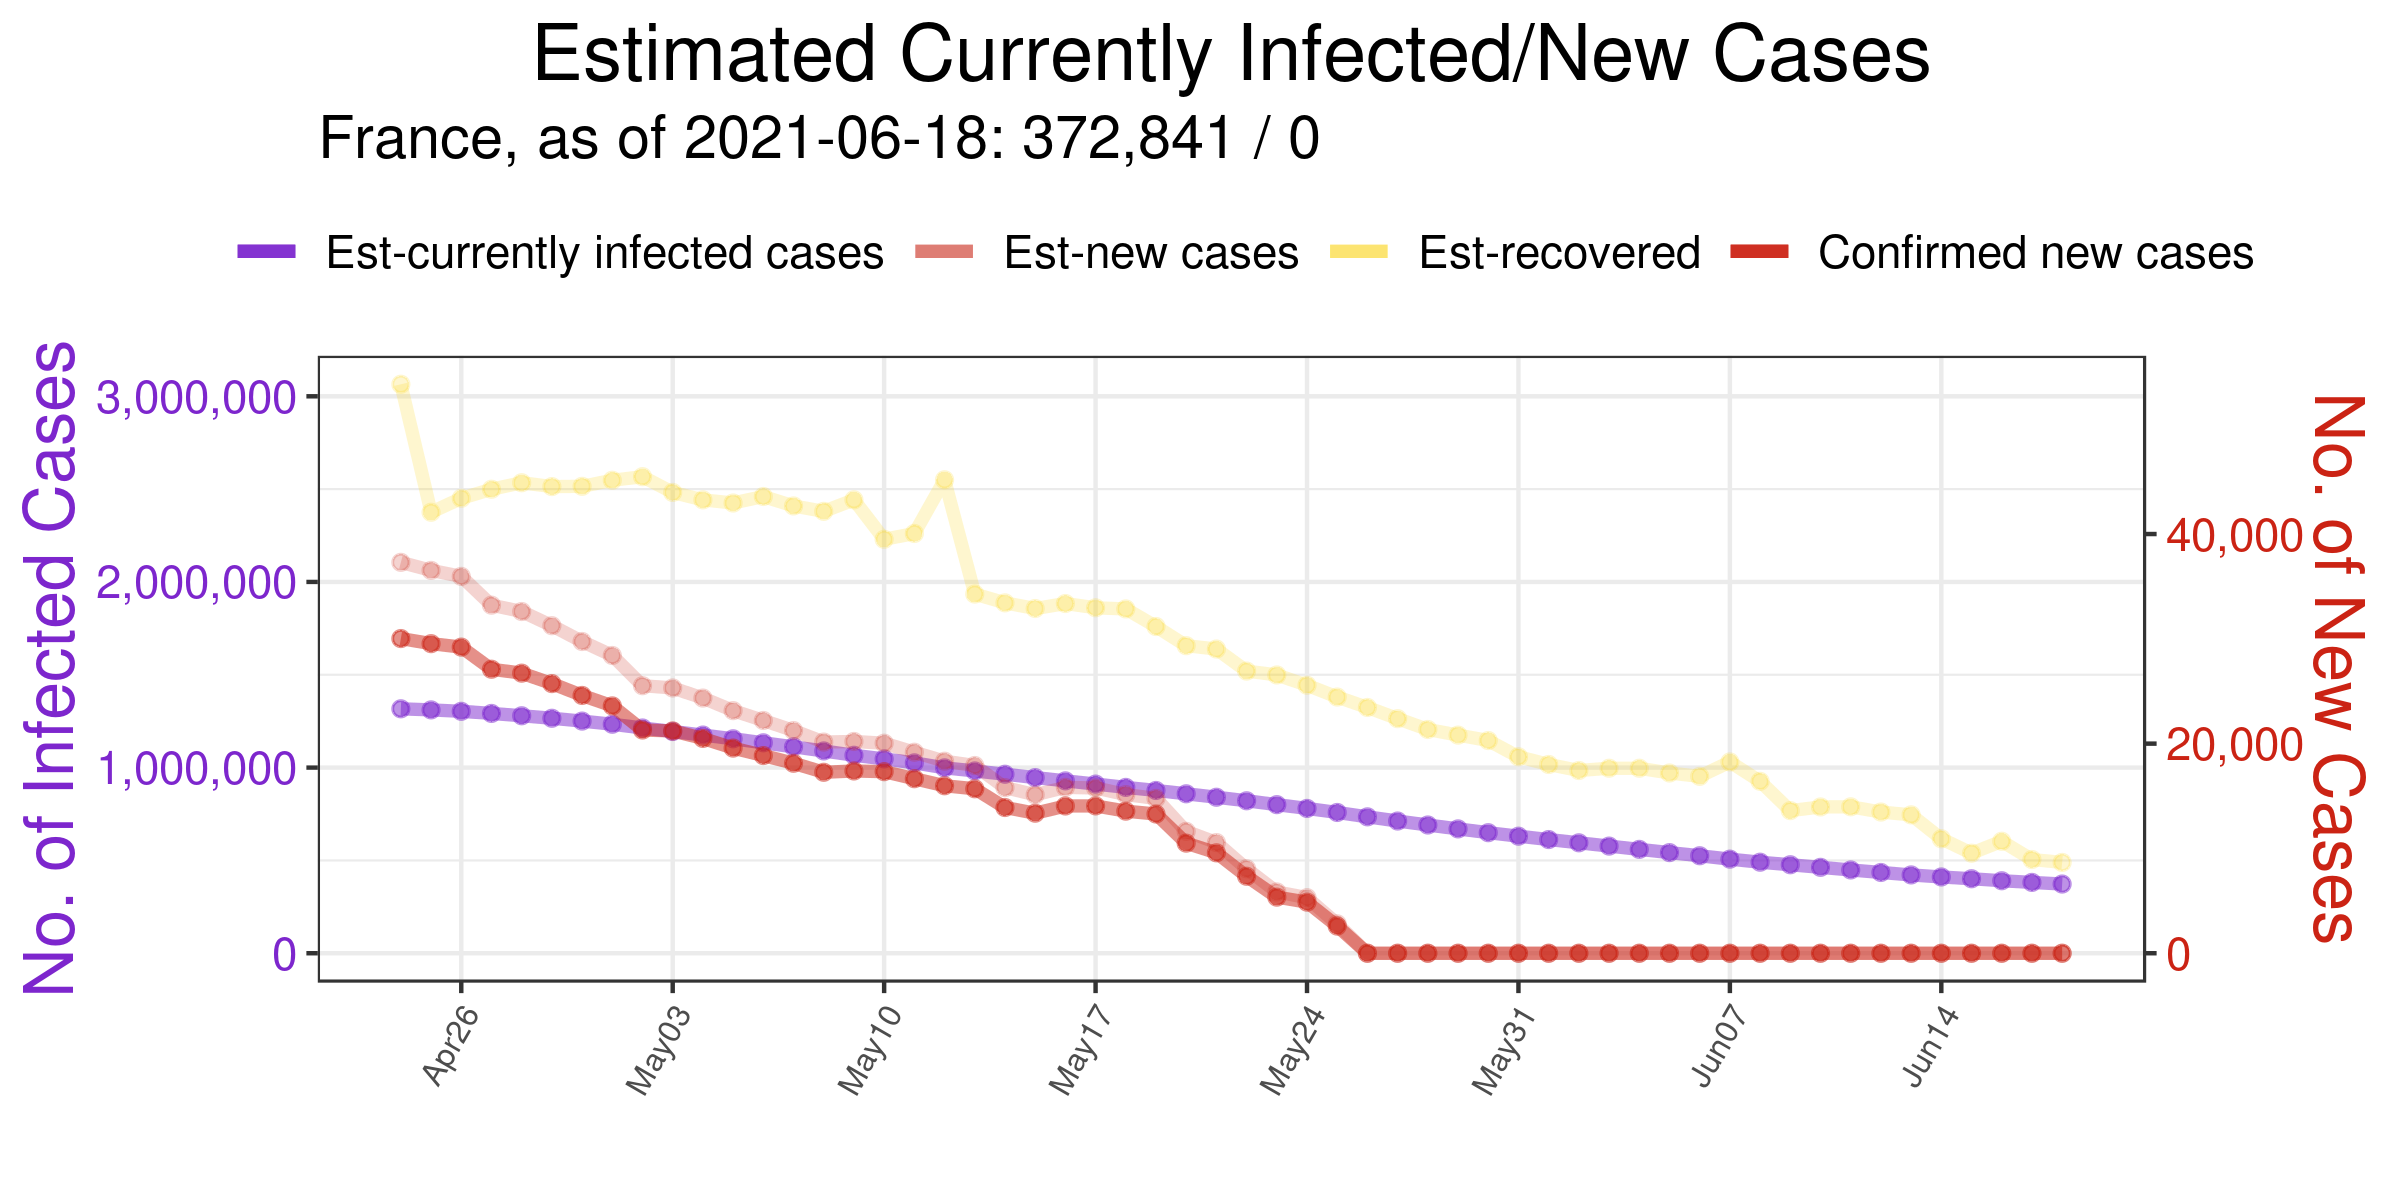 Estimated Currently Infected/New Cases
France, as of 2021-06-18: 372,841 / 0
Est-currently infected cases Est-new cases Est-recovered Confirmed new cases
No. of Infected Cases
3,000,000
2,000,000
1,000,000
0
40,000
20,000
0
No. of New Cases
Apr26 May03 May10 May17 May24 May31 Jun07 Jun14